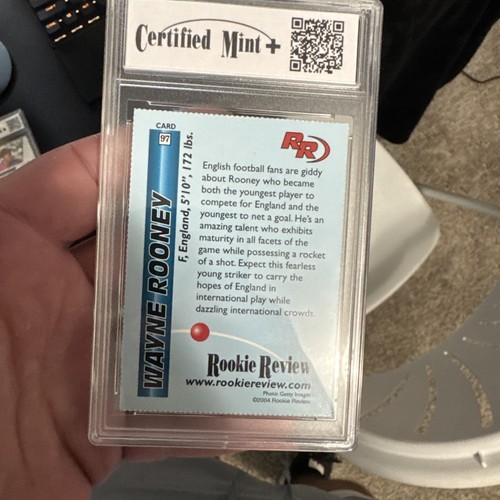 Certified Mint+
CARD
97
RR
WAYNE ROONEY
F, England, 5'10", 172 lbs.
English football fans are giddy
about Rooney who became
both the youngest player to
compete for England and the
youngest to net a goal. He's an
amazing talent who exhibits
maturity in all facets of the
game while possessing a rocket
of a shot. Expect this fearless
young striker to carry the
hopes of England in
international play while
dazzling international crowds.
Rookie Review
www.rookiereview.com
Photo: Getty Images
©2004 Rookie Review